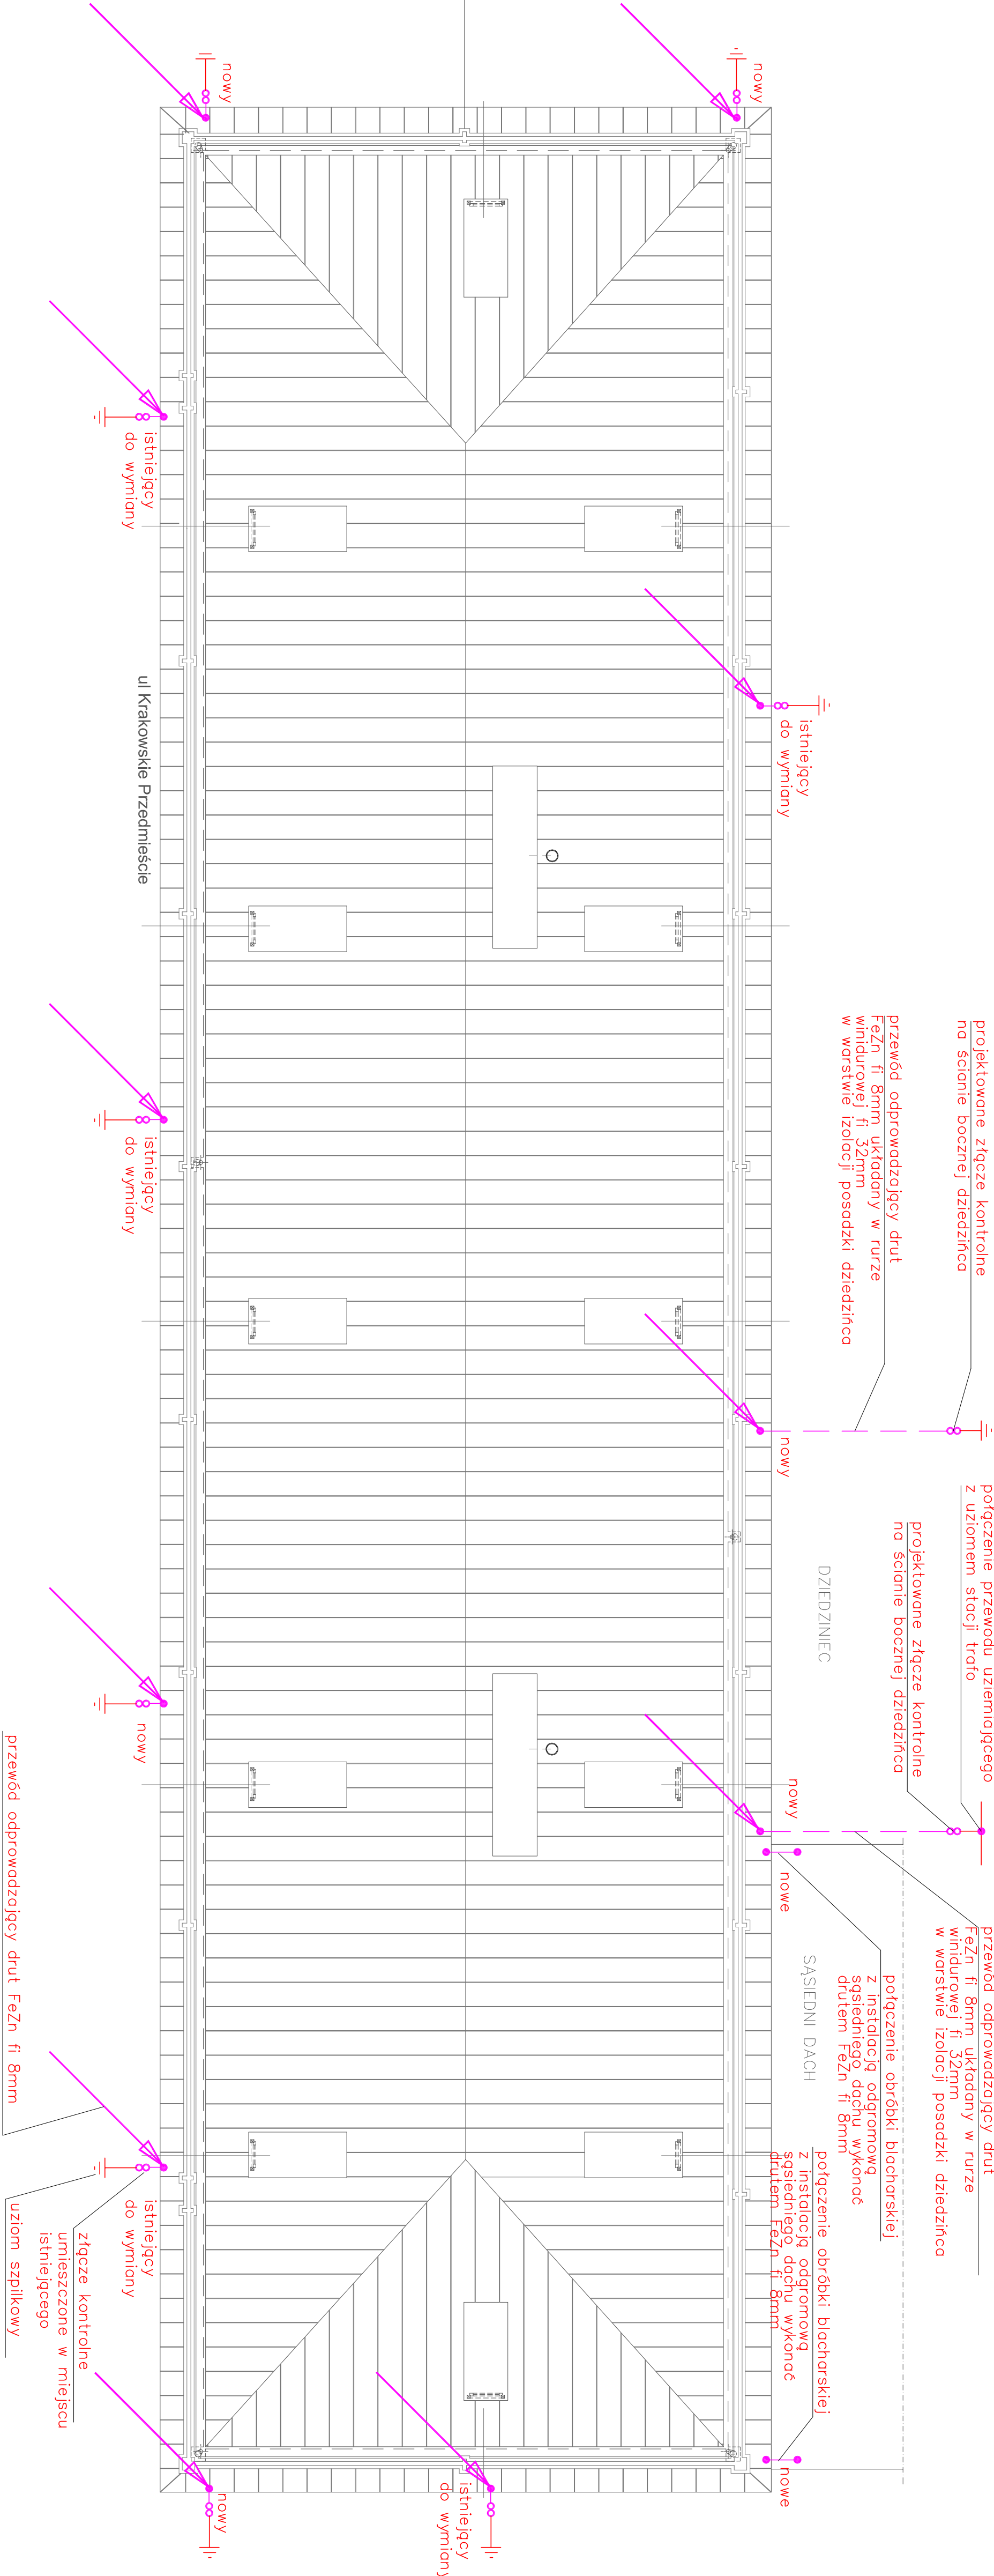 nowy
nowy
istniejący
do wymiany
istniejący
do wymiany
ul Krakowskie Przedmieście
projektowane złącze kontrolne
na ścianie bocznej dziedzińca
przewód odprowadzający drut
FeZn fi 8mm układany w rurze
winidurowej fi 32mm
w warstwie izolacji posadzki dziedzińca
istniejący
do wymiany
nowy
połączenie przewodu uziemiającego
z uziomem stacji trafo
projektowane złącze kontrolne
na ścianie bocznej dziedzińca
DZIEDZINIEC
nowy
nowy
nowe
przewód odprowadzający drut
FeZn fi 8mm układany w rurze
winidurowej fi 32mm
w warstwie izolacji posadzki dziedzińca
połączenie obróbki blacharskiej
z instalacją odgromową
sąsiedniego dachu wykonać
drutem FeZn fi 8mm
SĄSIEDNI DACH
przewód odprowadzający drut FeZn fi 8mm
połączenie obróbki blacharskiej
z instalacją odgromową
sąsiedniego dachu wykonać
drutem FeZn fi 8mm
istniejący
do wymiany
złącze kontrolne
umieszczone w miejscu
istniejącego
uziom szpilkowy
nowe
istniejący
do wymiany
nowy